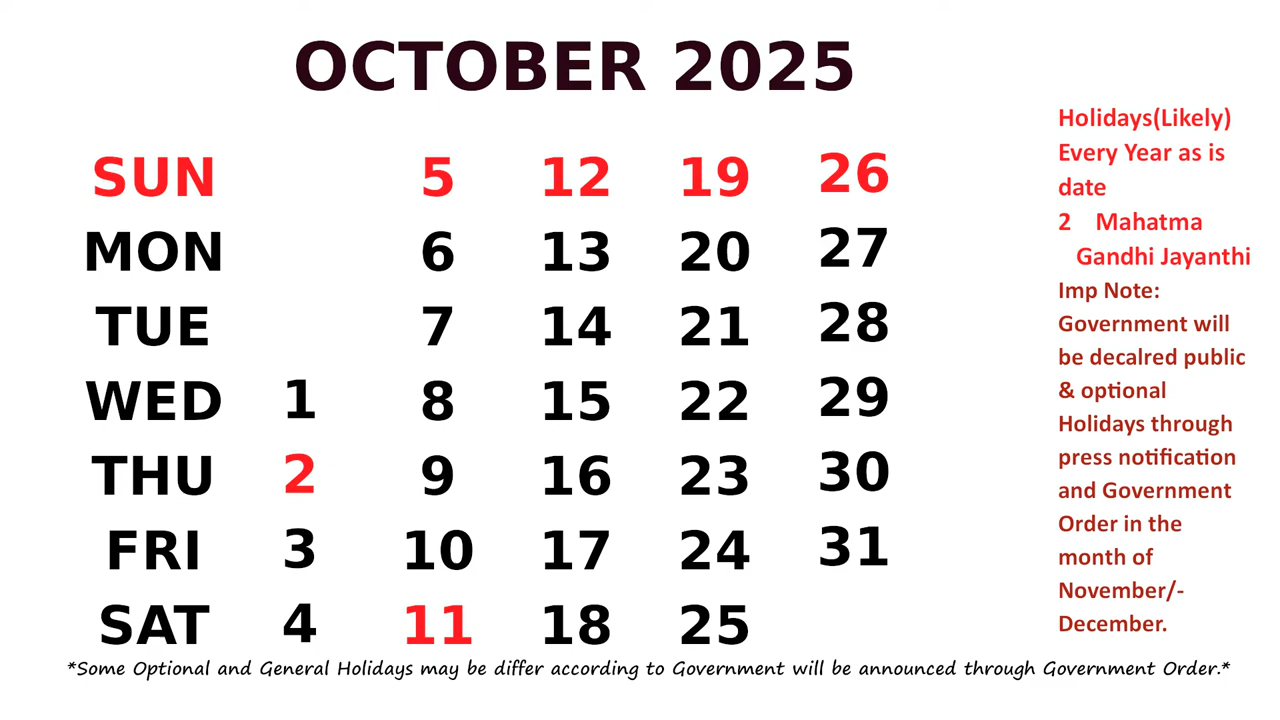 OCTOBER 2025
SUN 5 12 19 26
MON 6 13 20 27
TUE 7 14 21 28
WED 1 8 15 22 29
THU 2 9 16 23 30
FRI 3 10 17 24 31
SAT 4 11 18 25
Holidays(Likely)
Every Year as is
date
2 Mahatma
Gandhi Jayanthi
Imp Note:
Government will
be decalred public
& optional
Holidays through
press notification
and Government
Order in the
month of
November/-
December.
*Some Optional and General Holidays may be differ according to Government will be announced through Government Order.*